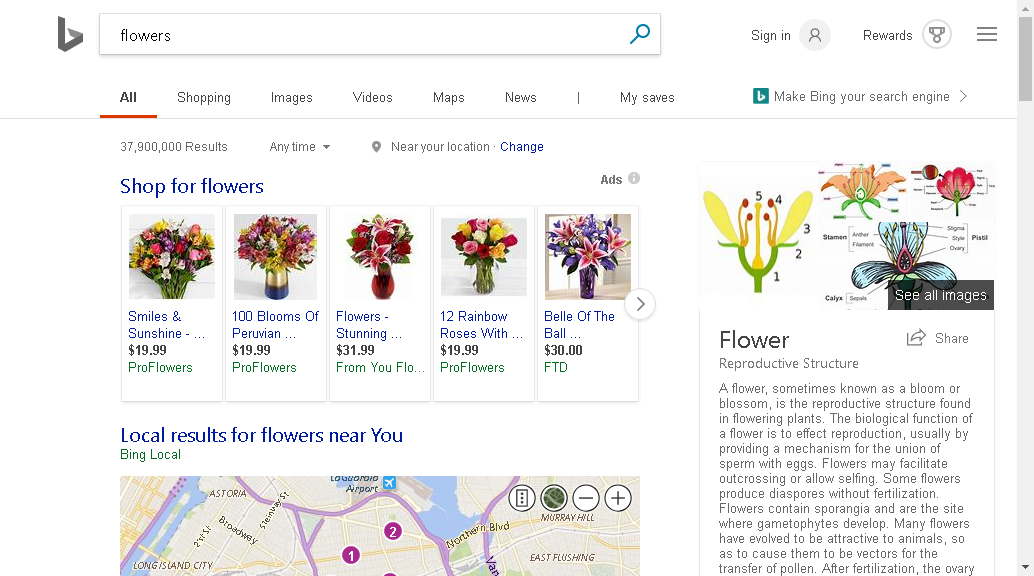 flowers
Sign in
Rewards
All
Shopping
Images
Videos
Maps
News
|
My saves
Make Bing your search engine
37,900,000 Results
Any time
Near your location · Change
Shop for flowers
Ads
Smiles &
Sunshine - ...
$19.99
ProFlowers
100 Blooms Of
Peruvian ...
$19.99
ProFlowers
Flowers -
Stunning ...
$31.99
From You Flo...
12 Rainbow
Roses With ...
$19.99
ProFlowers
Belle Of The
Ball ...
$30.00
FTD
Local results for flowers near You
Bing Local
LaGuardia
Airport
ASTORIA
Steinway St
21st St
Broadway
Northern Blvd
MURRAY HILL
EAST FLUSHING
LONG ISLAND CITY
Van
1
2
5
4
3
2
1
Stamen
Anther
Filament
Stigma
Style
Ovary
Pistil
Calyx
Sepals
See all images
Flower
Share
Reproductive Structure
A flower, sometimes known as a bloom or
blossom, is the reproductive structure found
in flowering plants. The biological function of
a flower is to effect reproduction, usually by
providing a mechanism for the union of
sperm with eggs. Flowers may facilitate
outcrossing or allow selfing. Some flowers
produce diaspores without fertilization.
Flowers contain sporangia and are the site
where gametophytes develop. Many flowers
have evolved to be attractive to animals, so
as to cause them to be vectors for the
transfer of pollen. After fertilization, the ovary